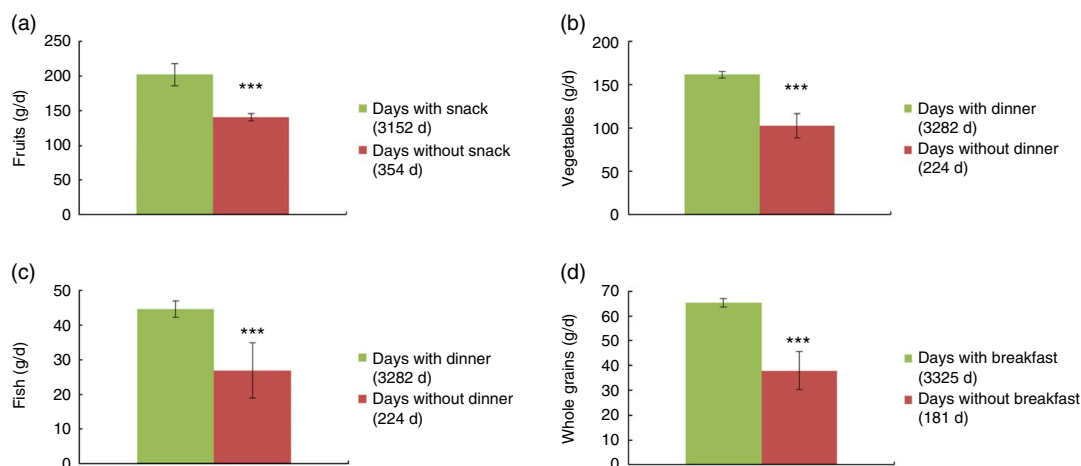 (a)
250
200
150
100
50
0
Fruits (g/d)
***
Days with snack
(3152 d)
Days without snack
(354 d)
(b)
200
150
100
50
0
Vegetables (g/d)
***
Days with dinner
(3282 d)
Days without dinner
(224 d)
(c)
50
40
30
20
10
0
Fish (g/d)
***
Days with dinner
(3282 d)
Days without dinner
(224 d)
(d)
70
60
50
40
30
20
10
0
Whole grains (g/d)
***
Days with breakfast
(3325 d)
Days without breakfast
(181 d)